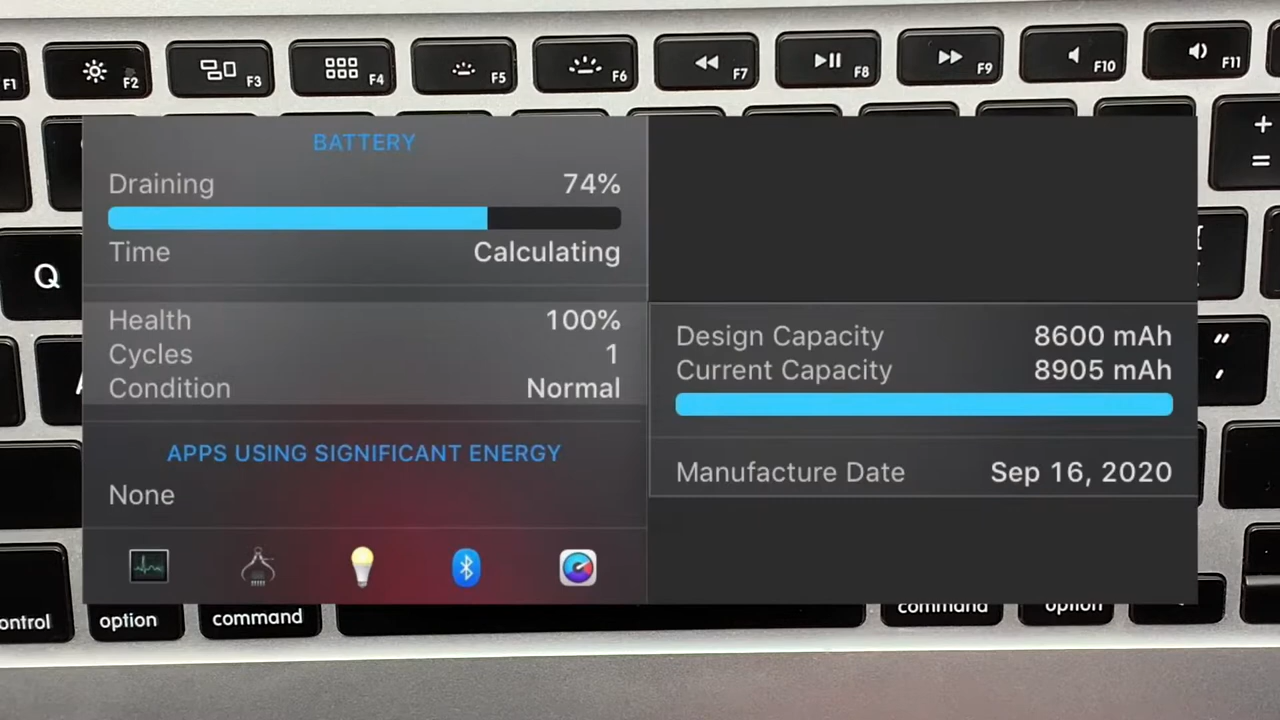 F1
F2
F3
F4
F5
F6
F7
F8
F9
F10
F11
+
=
Q
[
"
'
BATTERY
Draining 74%
Time Calculating
Health 100%
Cycles 1
Condition Normal
APPS USING SIGNIFICANT ENERGY
None
Design Capacity 8600 mAh
Current Capacity 8905 mAh
Manufacture Date Sep 16, 2020
ontrol
option
command
command
option